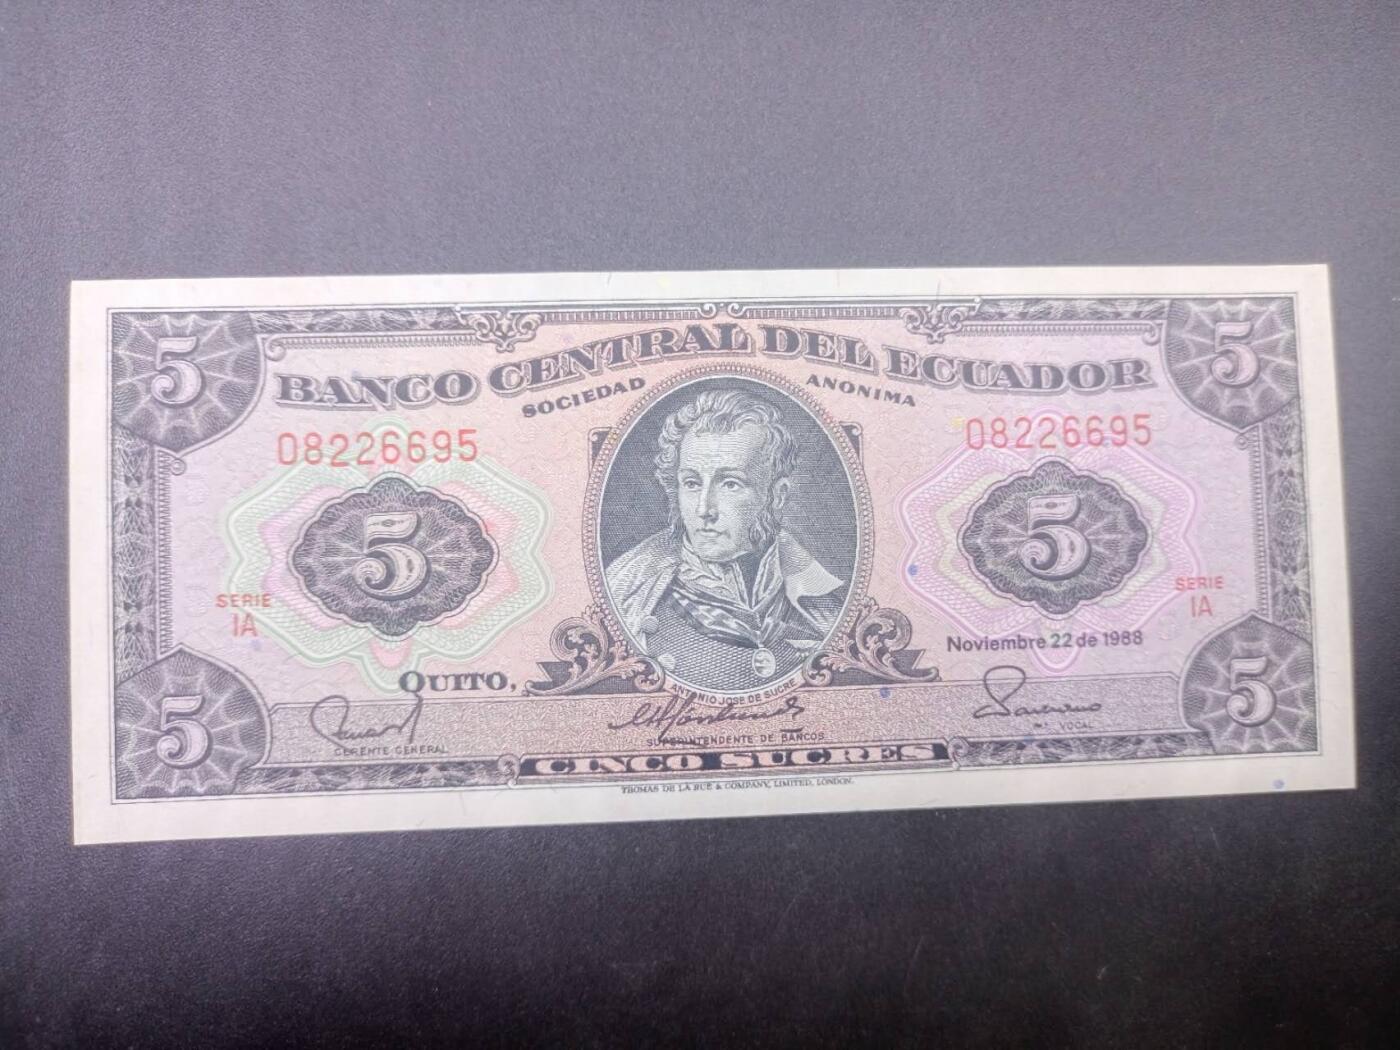 5
5
BANCO CENTRAL DEL ECUADOR
SOCIEDAD ANONIMA
08226695
08226695
5
5
SERIE
IA
SERIE
IA
Noviembre 22 de 1988
QUITO,
ANTONIO JOSE DE SUCRE
GERENTE GENERAL
SUPERINTENDENTE DE BANCOS
VOCAL
5
5
CINCO SUCRES
THOMAS DE LA RUE & COMPANY, LIMITED, LONDON.